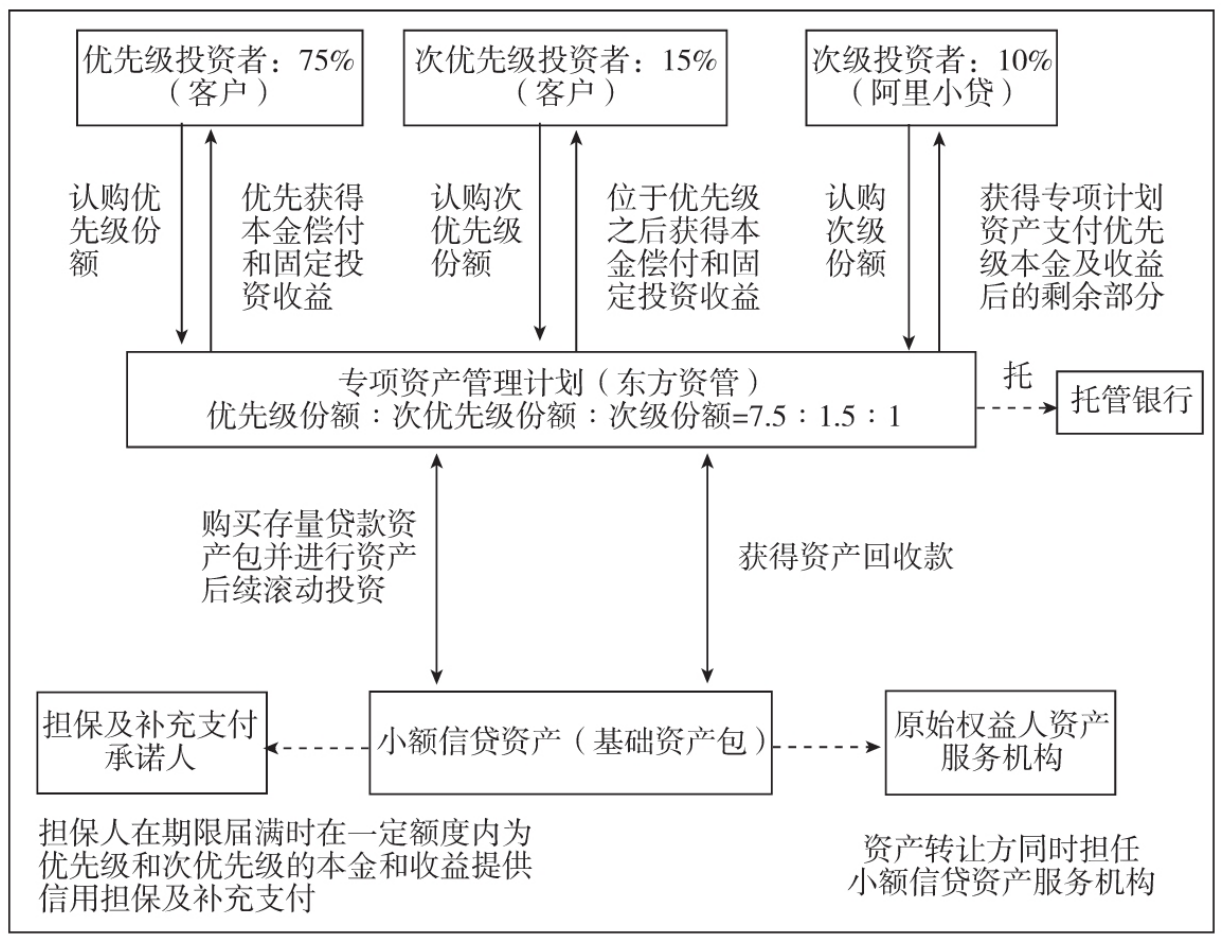 优先级投资者：75%
（客户）
次优先级投资者：15%
（客户）
次级投资者：10%
（阿里小贷）
认购优
先级份
额
优先获得
本金偿付
和固定投
资收益
认购次
优先级
份额
位于优先级
之后获得本
金偿付和固
定投资收益
认购
次级
份额
获得专项计划
资产支付优先
级本金及收益
后的剩余部分
专项资产管理计划（东方资管）
优先级份额：次优先级份额：次级份额=7.5：1.5：1
托
托管银行
购买存量贷款资
产包并进行资产
后续滚动投资
获得资产回收款
担保及补充支付
承诺人
小额信贷资产（基础资产包）
原始权益人资产
服务机构
担保人在期限届满时在一定额度内为
优先级和次优先级的本金和收益提供
信用担保及补充支付
资产转让方同时担任
小额信贷资产服务机构